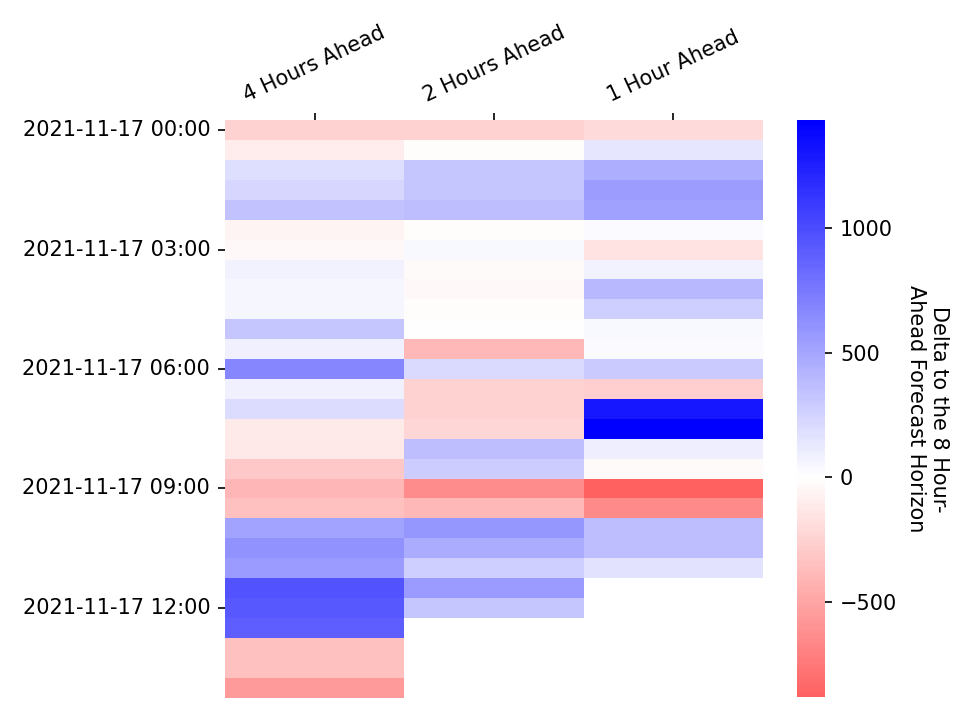 4 Hours Ahead
2 Hours Ahead
1 Hour Ahead
2021-11-17 00:00
2021-11-17 03:00
2021-11-17 06:00
2021-11-17 09:00
2021-11-17 12:00
1000
500
0
−500
Delta to the 8 Hour-
Ahead Forecast Horizon